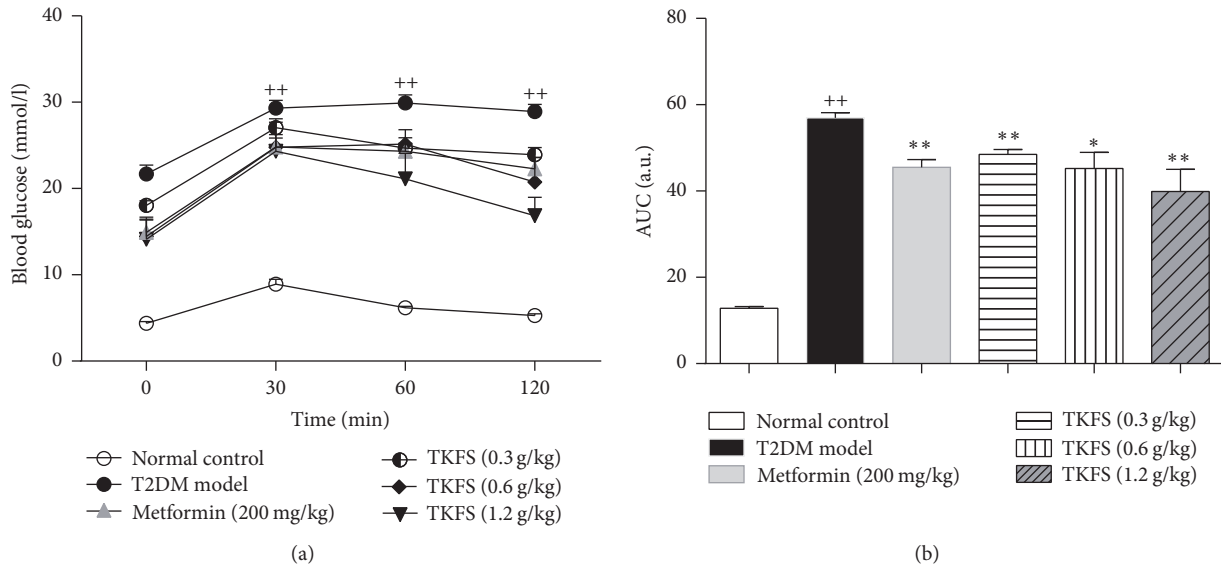 40
30
20
10
0
Blood glucose (mmol/l)
++
++
++
0
30
60
120
Time (min)
Normal control
T2DM model
Metformin (200 mg/kg)
TKFS (0.3 g/kg)
TKFS (0.6 g/kg)
TKFS (1.2 g/kg)
(a)
80
60
40
20
0
AUC (a.u.)
++
**
**
*
**
Normal control
T2DM model
Metformin (200 mg/kg)
TKFS (0.3 g/kg)
TKFS (0.6 g/kg)
TKFS (1.2 g/kg)
(b)